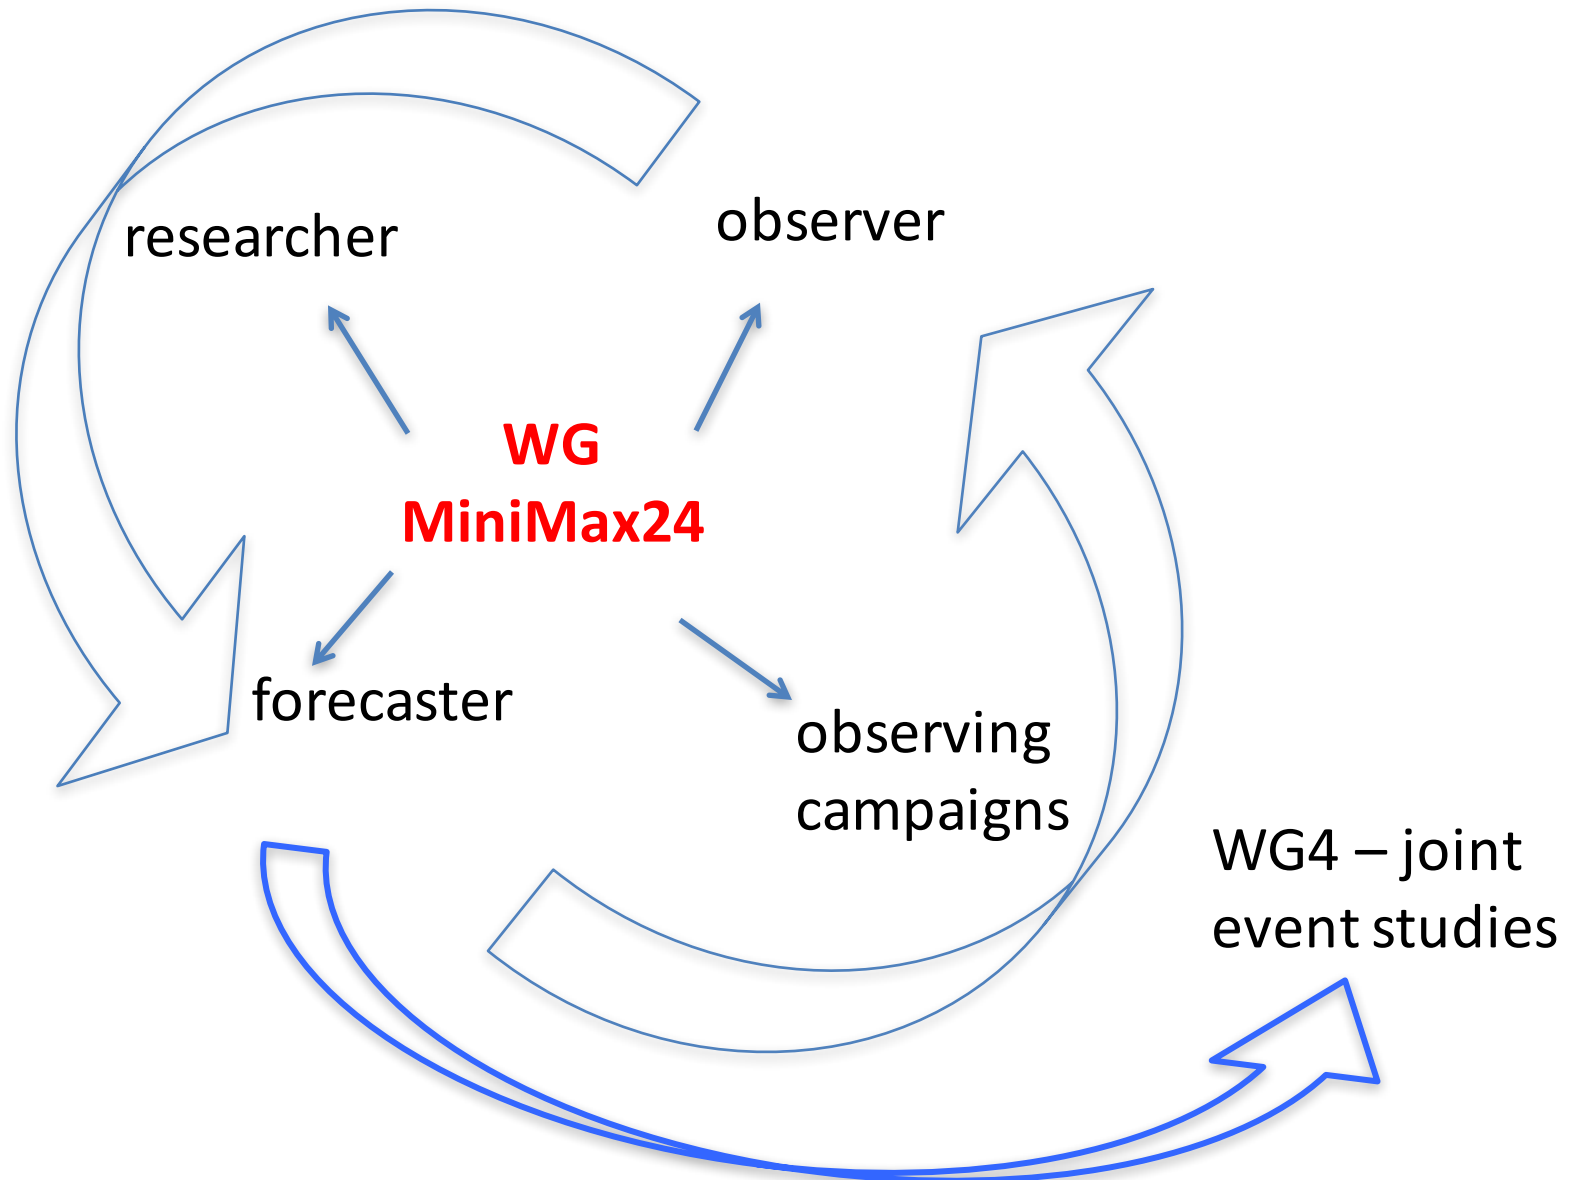 researcher
observer
WG
MiniMax24
forecaster
observing
campaigns
WG4 – joint
event studies